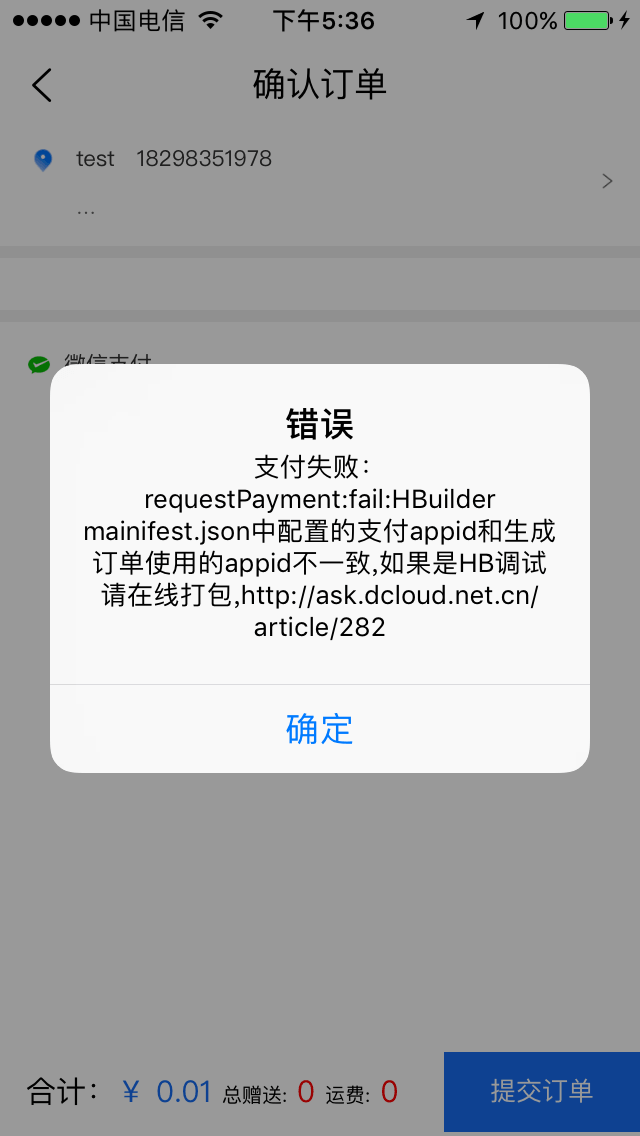 中国电信 下午5:36 100%
确认订单
test 18298351978
...
微信支付
错误
支付失败：
requestPayment:fail:HBuilder
mainifest.json中配置的支付appid和生成
订单使用的appid不一致,如果是HB调试
请在线打包,http://ask.dcloud.net.cn/
article/282
确定
合计： ¥ 0.01 总赠送: 0 运费: 0 提交订单